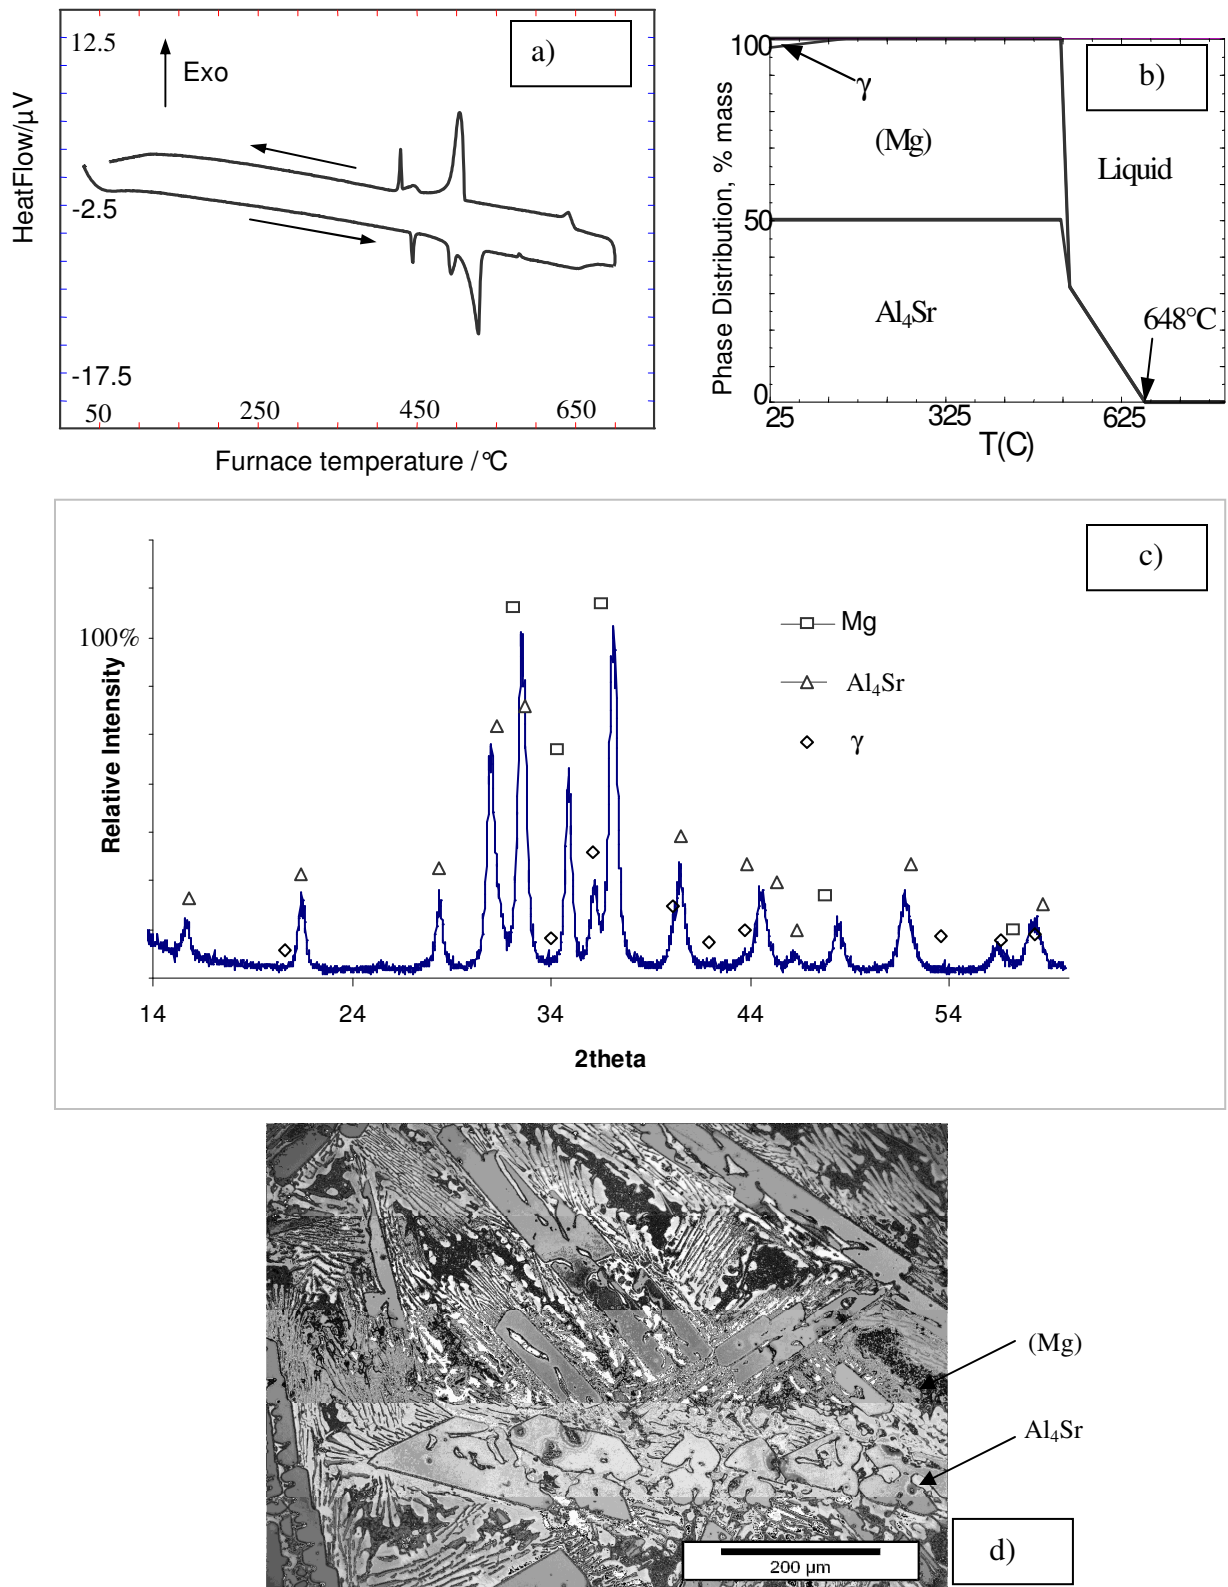 12.5
a)
Exo
HeatFlow/µV
-2.5
-17.5
50 250 450 650
Furnace temperature /°C
100
b)
γ
(Mg)
Liquid
Phase Distribution, % mass
50
Al4Sr
648°C
0
25 325 625
T(C)
c)
100%
Relative Intensity
Mg
Al4Sr
γ
14 24 34 44 54
2theta
(Mg)
Al4Sr
200 µm
d)